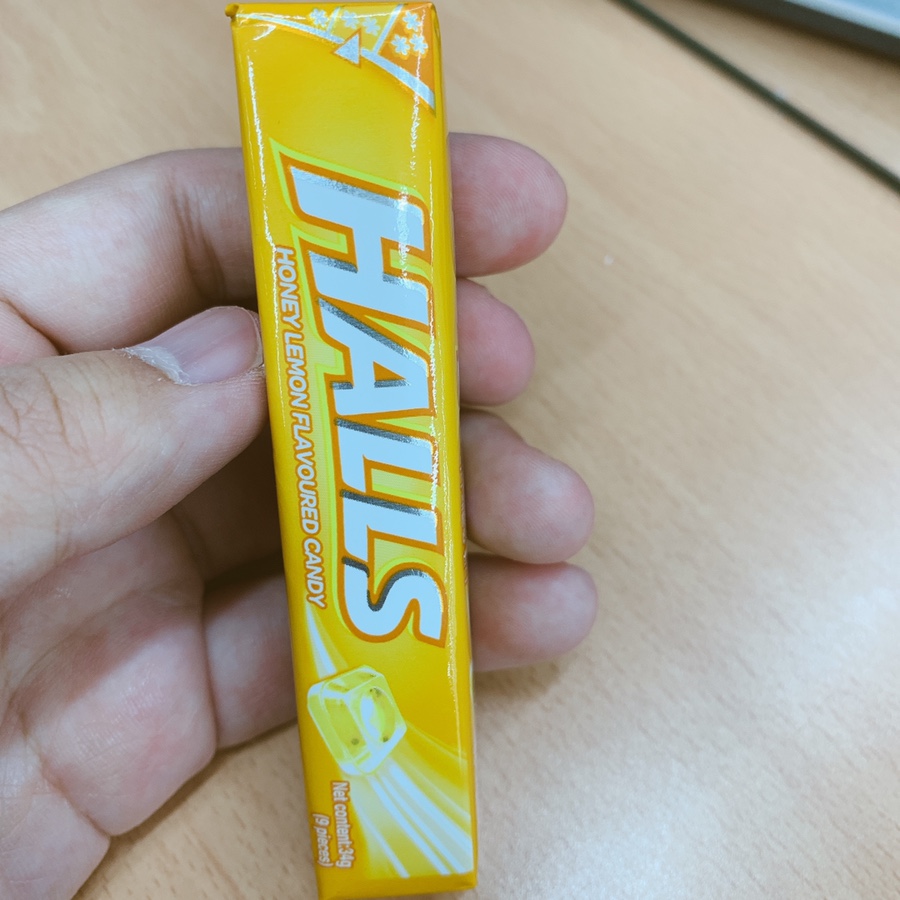 HALLS
HONEY LEMON FLAVOURED CANDY
Net content:34g
(9 pieces)